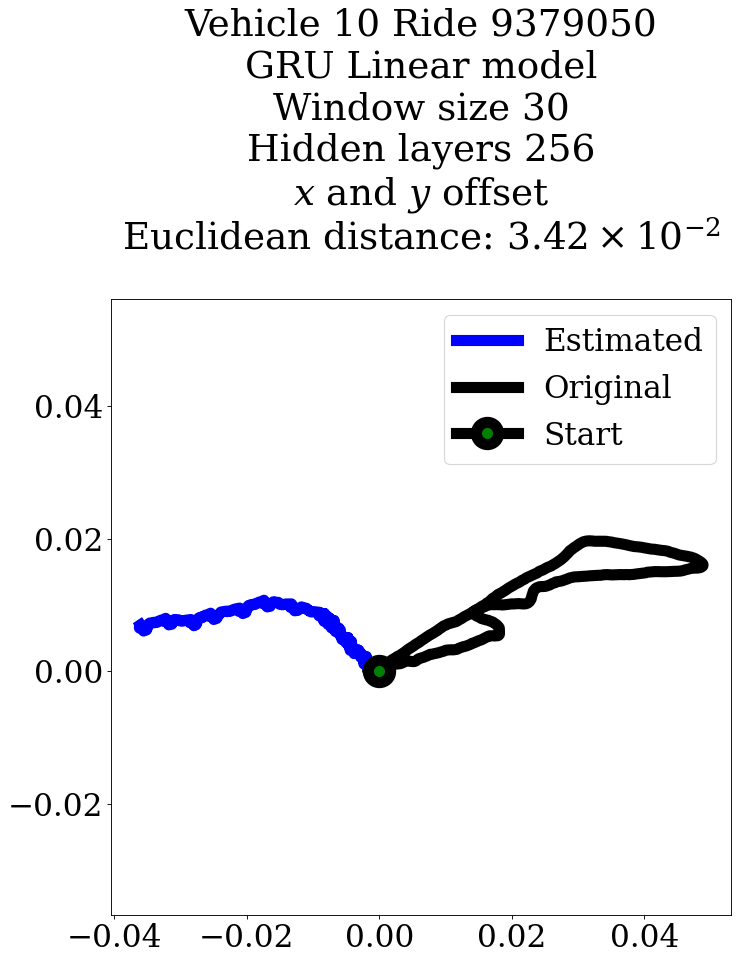 Vehicle 10 Ride 9379050
GRU Linear model
Window size 30
Hidden layers 256
x and y offset
Euclidean distance: 3.42 × 10⁻²
Estimated
Original
Start
0.04
0.02
0.00
−0.02
−0.04 −0.02 0.00 0.02 0.04